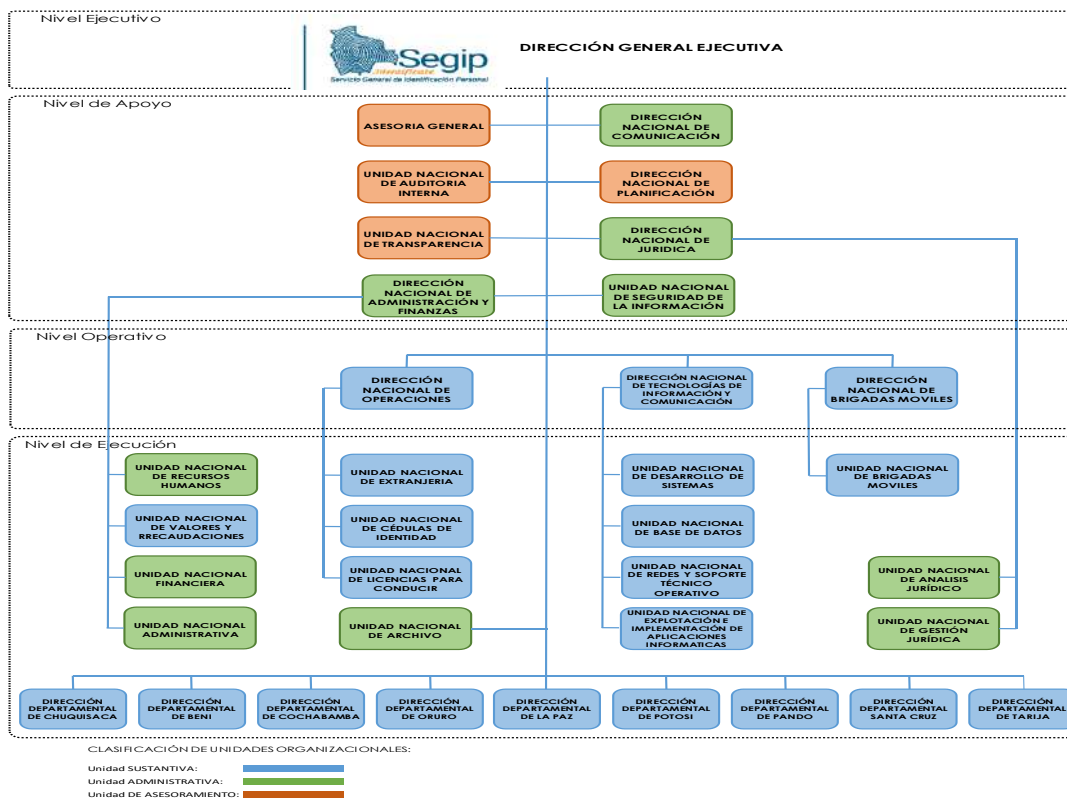 Nivel Ejecutivo
Segip
Identifícate
Servicio General de Identificación Personal
DIRECCIÓN GENERAL EJECUTIVA
Nivel de Apoyo
ASESORIA GENERAL
DIRECCIÓN
NACIONAL DE
COMUNICACIÓN
UNIDAD NACIONAL
DE AUDITORIA
INTERNA
DIRECCIÓN
NACIONAL DE
PLANIFICACIÓN
UNIDAD NACIONAL
DE TRANSPARENCIA
DIRECCIÓN
NACIONAL DE
JURIDICA
DIRECCIÓN
NACIONAL DE
ADMINISTRACIÓN Y
FINANZAS
UNIDAD NACIONAL
DE SEGURIDAD DE
LA INFORMACIÓN
Nivel Operativo
DIRECCIÓN
NACIONAL DE
OPERACIONES
DIRECCIÓN NACIONAL
DE TECNOLOGÍAS DE
INFORMACIÓN Y
COMUNICACIÓN
DIRECCIÓN
NACIONAL DE
BRIGADAS MOVILES
Nivel de Ejecución
UNIDAD NACIONAL
DE RECURSOS
HUMANOS
UNIDAD NACIONAL
DE EXTRANJERIA
UNIDAD NACIONAL
DE DESARROLLO DE
SISTEMAS
UNIDAD NACIONAL
DE BRIGADAS
MOVILES
UNIDAD NACIONAL
DE VALORES Y
RRECAUDACIONES
UNIDAD NACIONAL
DE CÉDULAS DE
IDENTIDAD
UNIDAD NACIONAL
DE BASE DE DATOS
UNIDAD NACIONAL
FINANCIERA
UNIDAD NACIONAL
DE LICENCIAS PARA
CONDUCIR
UNIDAD NACIONAL
DE REDES Y SOPORTE
TÉCNICO
OPERATIVO
UNIDAD NACIONAL
DE ANALISIS
JURÍDICO
UNIDAD NACIONAL
ADMINISTRATIVA
UNIDAD NACIONAL
DE ARCHIVO
UNIDAD NACIONAL DE
EXPLOTACIÓN E
IMPLEMENTACIÓN DE
APLICACIONES
INFORMATICAS
UNIDAD NACIONAL
DE GESTIÓN
JURÍDICA
DIRECCIÓN
DEPARTAMENTAL
DE CHUQUISACA
DIRECCIÓN
DEPARTAMENTAL
DE BENI
DIRECCIÓN
DEPARTAMENTAL
DE COCHABAMBA
DIRECCIÓN
DEPARTAMENTAL
DE ORURO
DIRECCIÓN
DEPARTAMENTAL
DE LA PAZ
DIRECCIÓN
DEPARTAMENTAL
DE POTOSI
DIRECCIÓN
DEPARTAMENTAL
DE PANDO
DIRECCIÓN
DEPARTAMENTAL
SANTA CRUZ
DIRECCIÓN
DEPARTAMENTAL
DE TARIJA
CLASIFICACIÓN DE UNIDADES ORGANIZACIONALES:
Unidad SUSTANTIVA:
Unidad ADMINISTRATIVA:
Unidad DE ASESORAMIENTO: